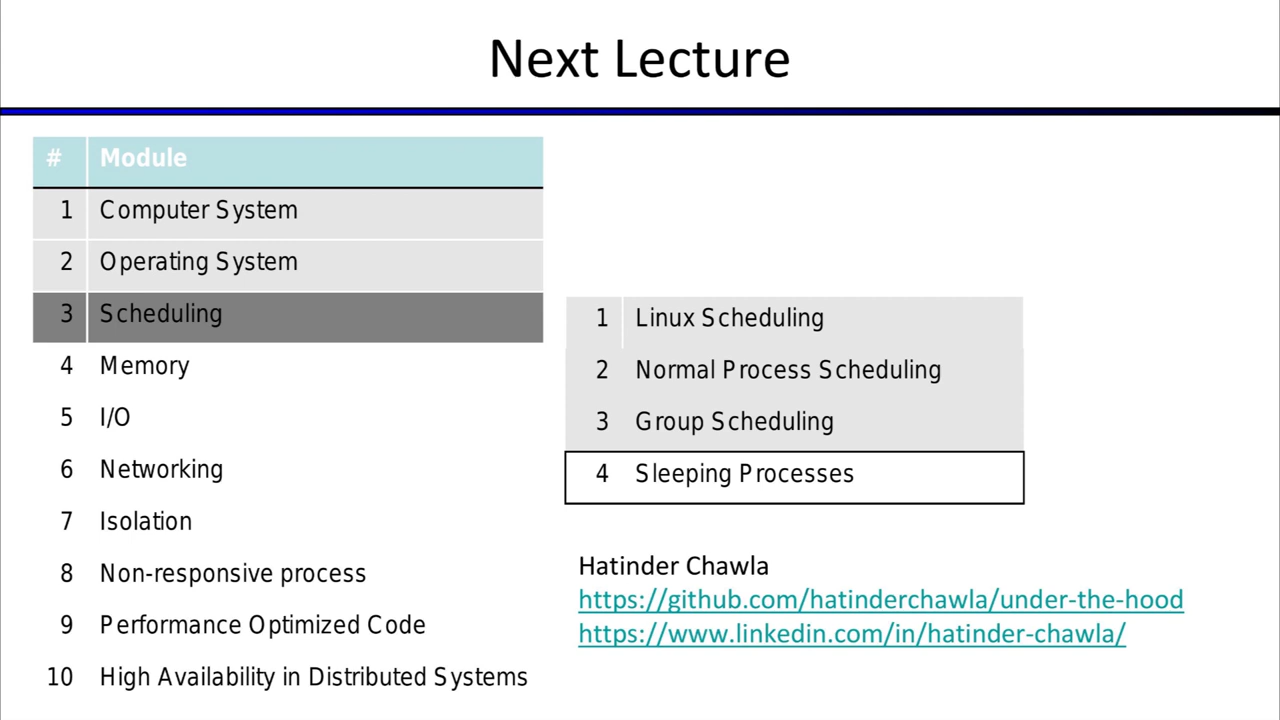 Next Lecture
# Module
1 Computer System
2 Operating System
3 Scheduling
4 Memory
5 I/O
6 Networking
7 Isolation
8 Non-responsive process
9 Performance Optimized Code
10 High Availability in Distributed Systems
1 Linux Scheduling
2 Normal Process Scheduling
3 Group Scheduling
4 Sleeping Processes
Hatinder Chawla
https://github.com/hatinderchawla/under-the-hood
https://www.linkedin.com/in/hatinder-chawla/